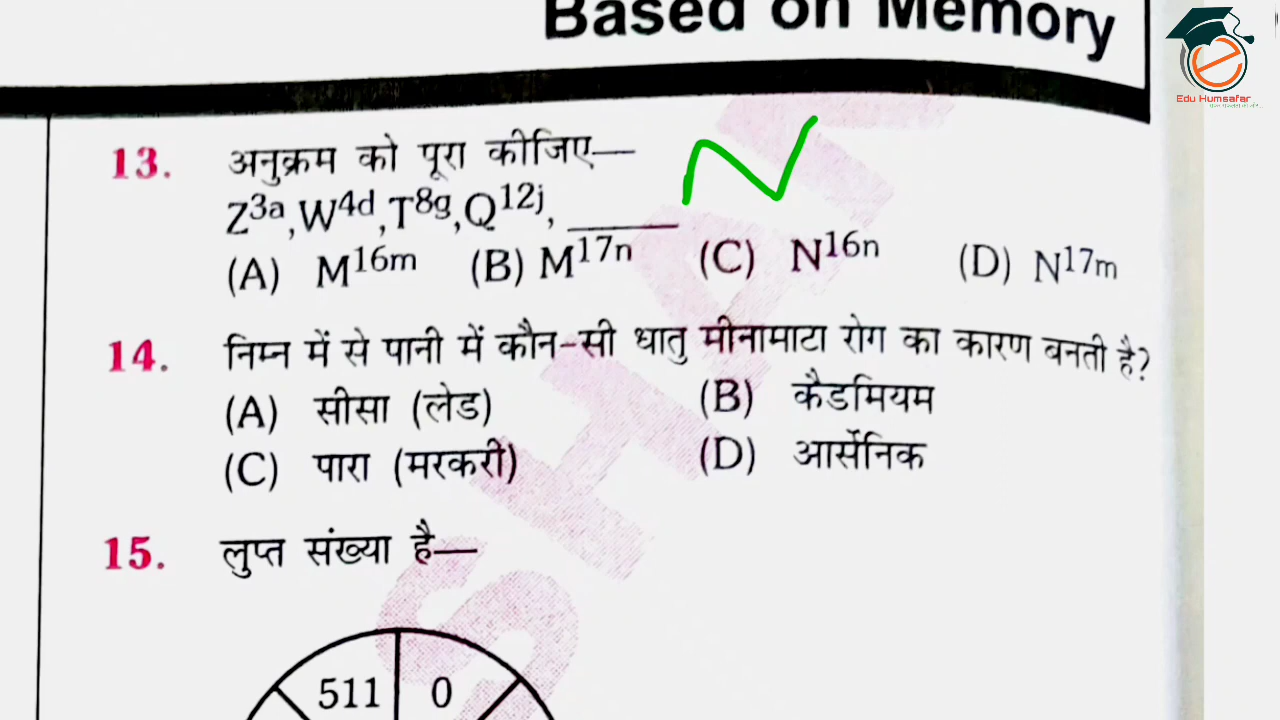 Based on Memory
Edu Humsafar
13. अनुक्रम को पूरा कीजिए—
Z³ᵃ,W⁴ᵈ,T⁸ᵍ,Q¹²ʲ, ______ N
(A) M¹⁶ᵐ (B) M¹⁷ⁿ (C) N¹⁶ⁿ (D) N¹⁷ᵐ
14. निम्न में से पानी में कौन-सी धातु मीनामाटा रोग का कारण बनती है?
(A) सीसा (लेड) (B) कैडमियम
(C) पारा (मरकरी) (D) आर्सेनिक
15. लुप्त संख्या है—
511 0